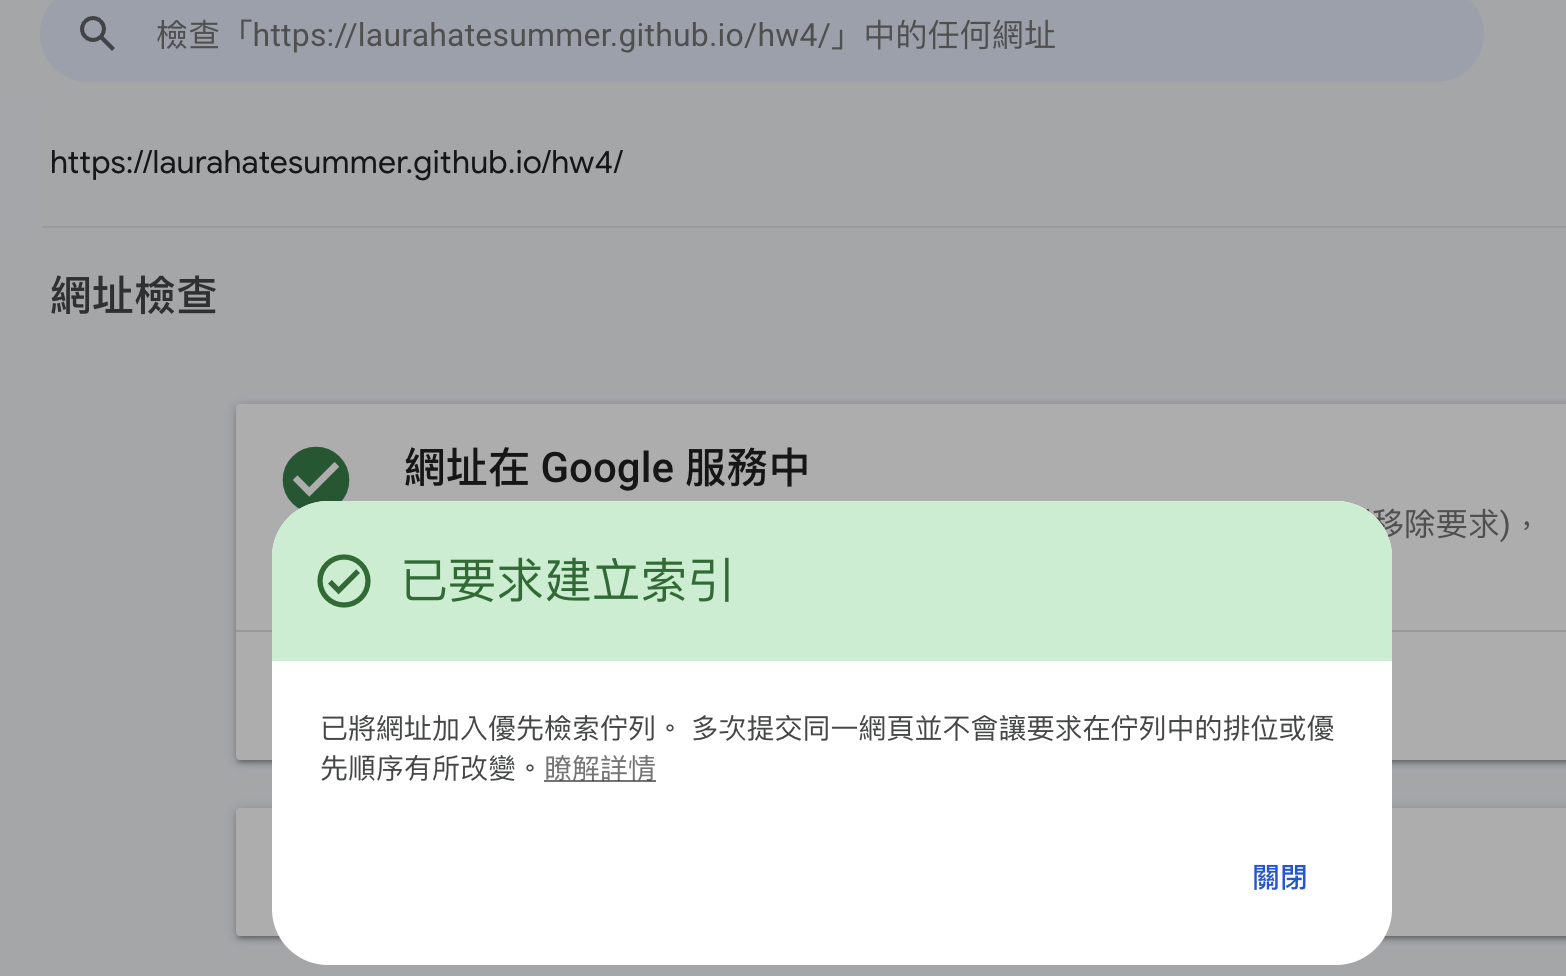 檢查「https://laurahatesummer.github.io/hw4/」中的任何網址
https://laurahatesummer.github.io/hw4/
網址檢查
網址在 Google 服務中
移除要求)，
已要求建立索引
已將網址加入優先檢索佇列。 多次提交同一網頁並不會讓要求在佇列中的排位或優
先順序有所改變。瞭解詳情
關閉